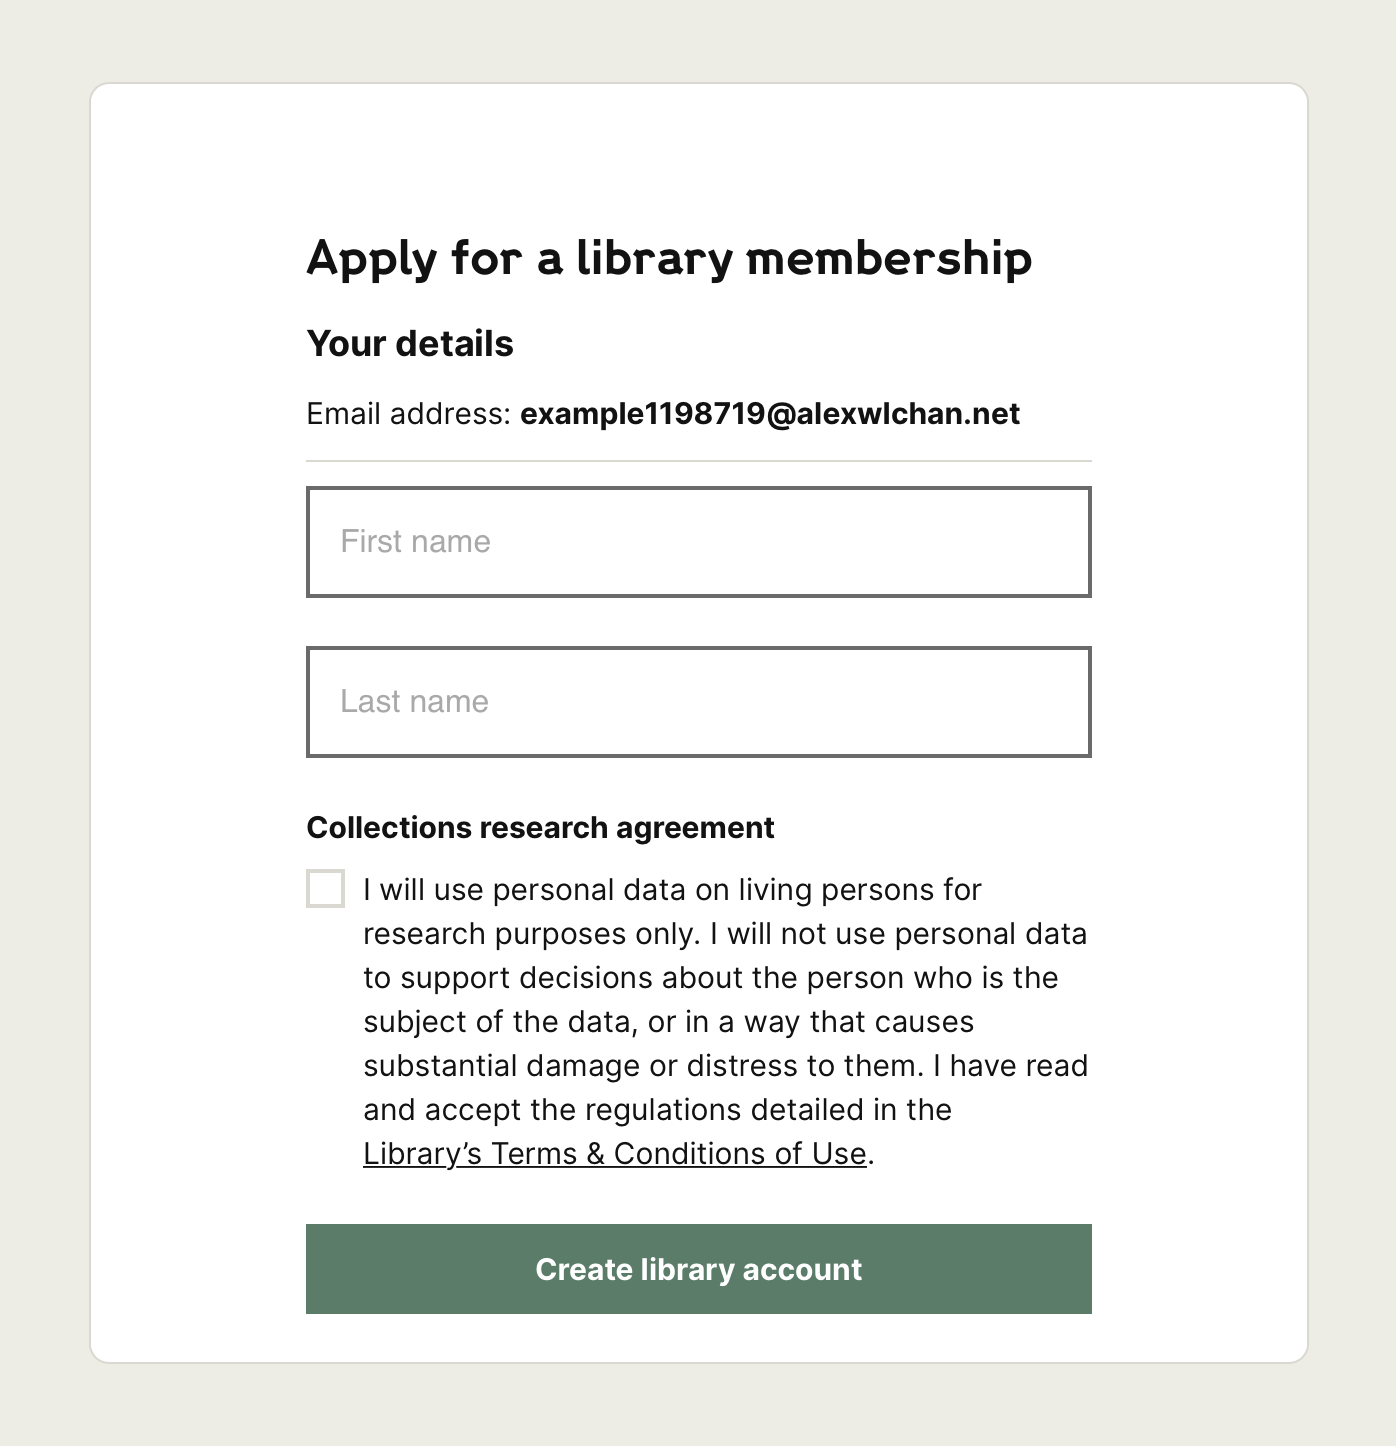 Apply for a library membership
Your details
Email address: example1198719@alexwlchan.net
First name
Last name
Collections research agreement
I will use personal data on living persons for
research purposes only. I will not use personal data
to support decisions about the person who is the
subject of the data, or in a way that causes
substantial damage or distress to them. I have read
and accept the regulations detailed in the
Library’s Terms & Conditions of Use.
Create library account